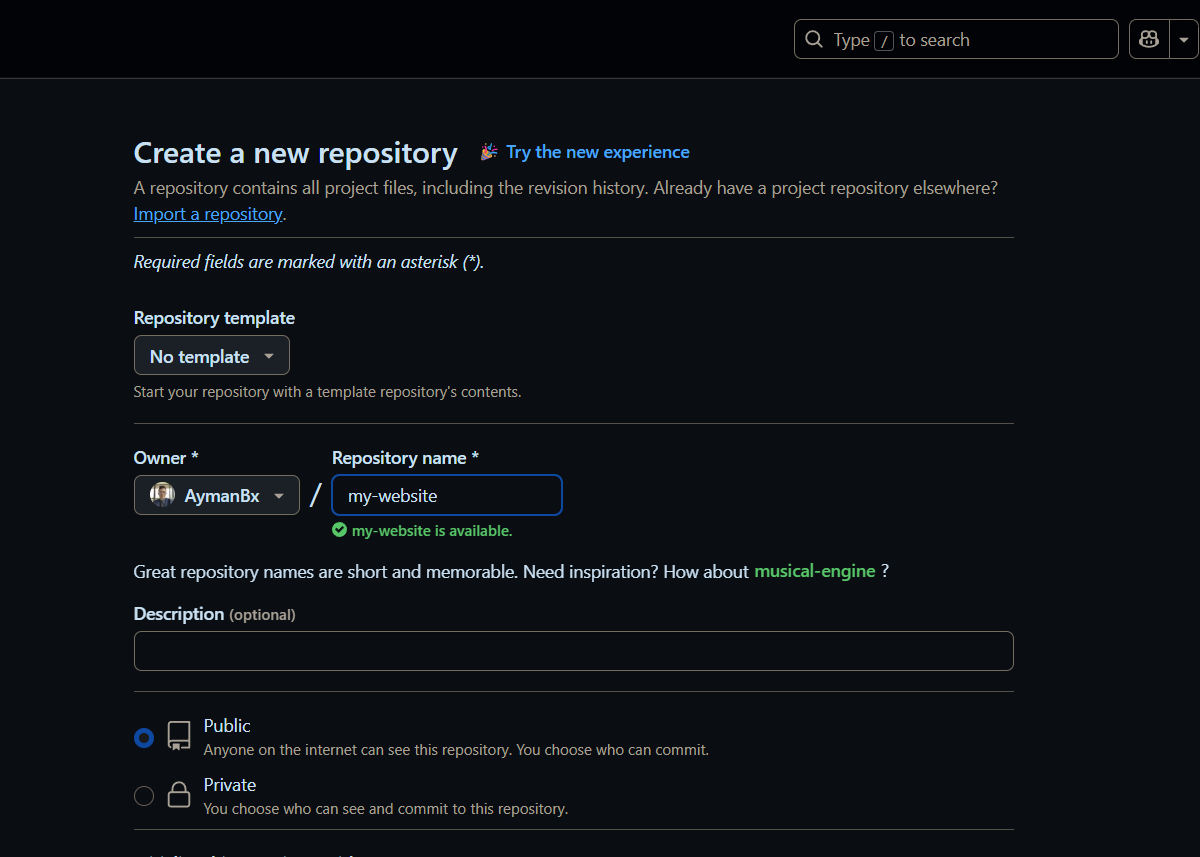 Type / to search
Create a new repository Try the new experience
A repository contains all project files, including the revision history. Already have a project repository elsewhere?
Import a repository.
Required fields are marked with an asterisk (*).
Repository template
No template
Start your repository with a template repository's contents.
Owner * Repository name *
AymanBx / my-website
my-website is available.
Great repository names are short and memorable. Need inspiration? How about musical-engine ?
Description (optional)
Public
Anyone on the internet can see this repository. You choose who can commit.
Private
You choose who can see and commit to this repository.